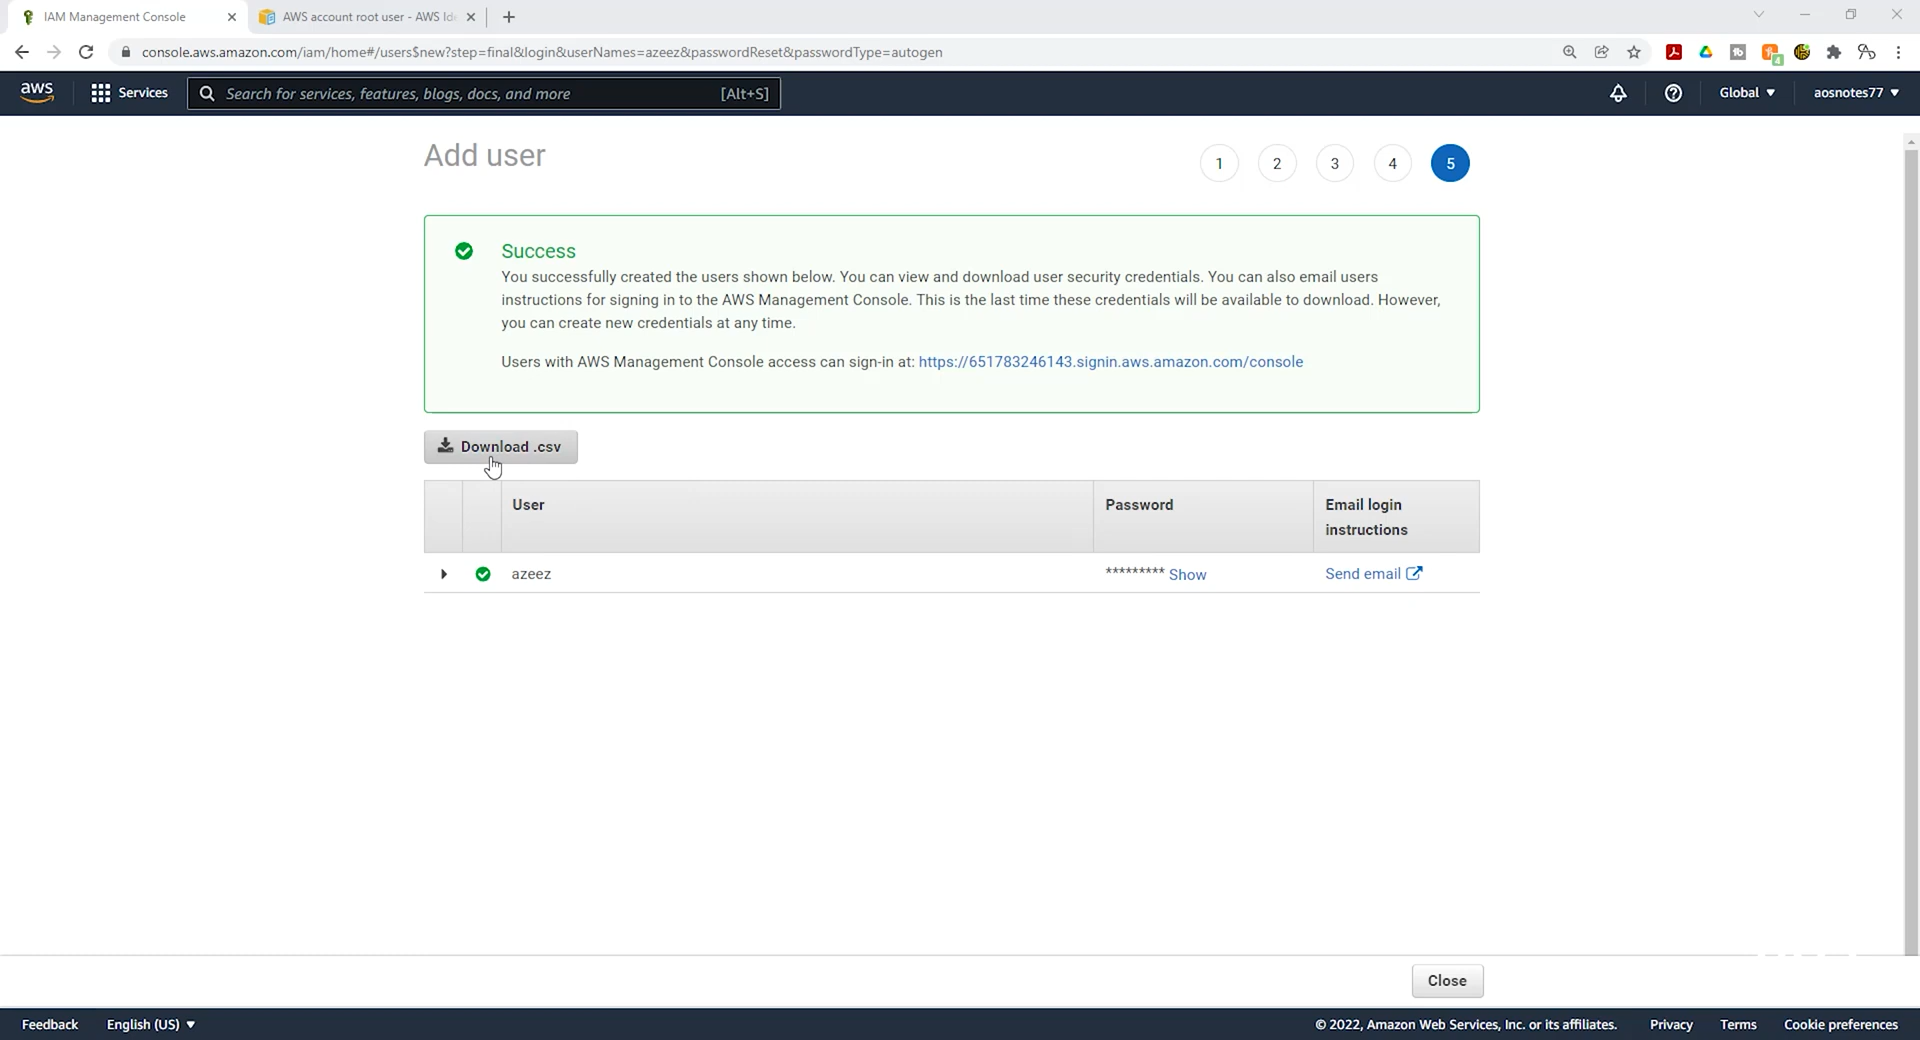 IAM Management Console
AWS account root user - AWS Ide
console.aws.amazon.com/iam/home#/users$new?step=final&login&userNames=azeez&passwordReset&passwordType=autogen
4
aws
Services
Search for services, features, blogs, docs, and more
[Alt+S]
Global
aosnotes77
Add user
1 2 3 4 5
Success
You successfully created the users shown below. You can view and download user security credentials. You can also email users
instructions for signing in to the AWS Management Console. This is the last time these credentials will be available to download. However,
you can create new credentials at any time.
Users with AWS Management Console access can sign-in at: https://651783246143.signin.aws.amazon.com/console
Download .csv
User
Password
Email login
instructions
azeez
********* Show
Send email
Close
Feedback
English (US)
© 2022, Amazon Web Services, Inc. or its affiliates.
Privacy
Terms
Cookie preferences